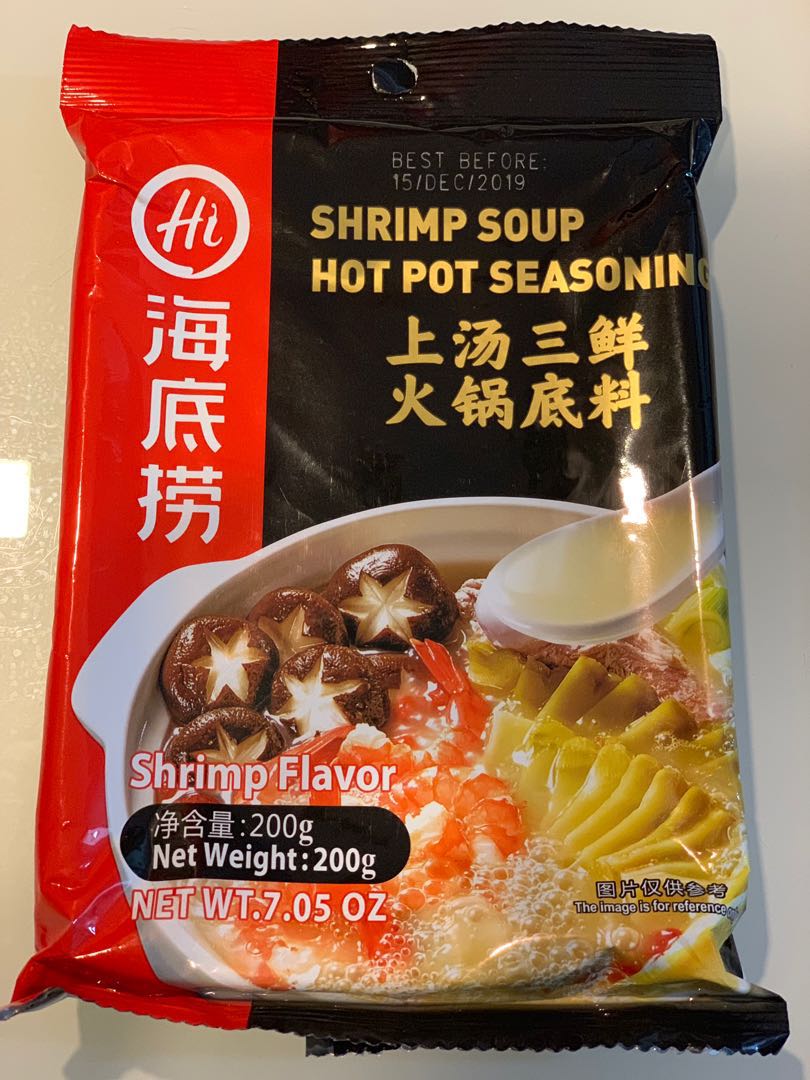 BEST BEFORE:
15/DEC/2019
Hi
海底捞
SHRIMP SOUP
HOT POT SEASONING
上汤三鲜
火锅底料
Shrimp Flavor
净含量:200g
Net Weight:200g
NET WT.7.05 OZ
图片仅供参考
The image is for reference